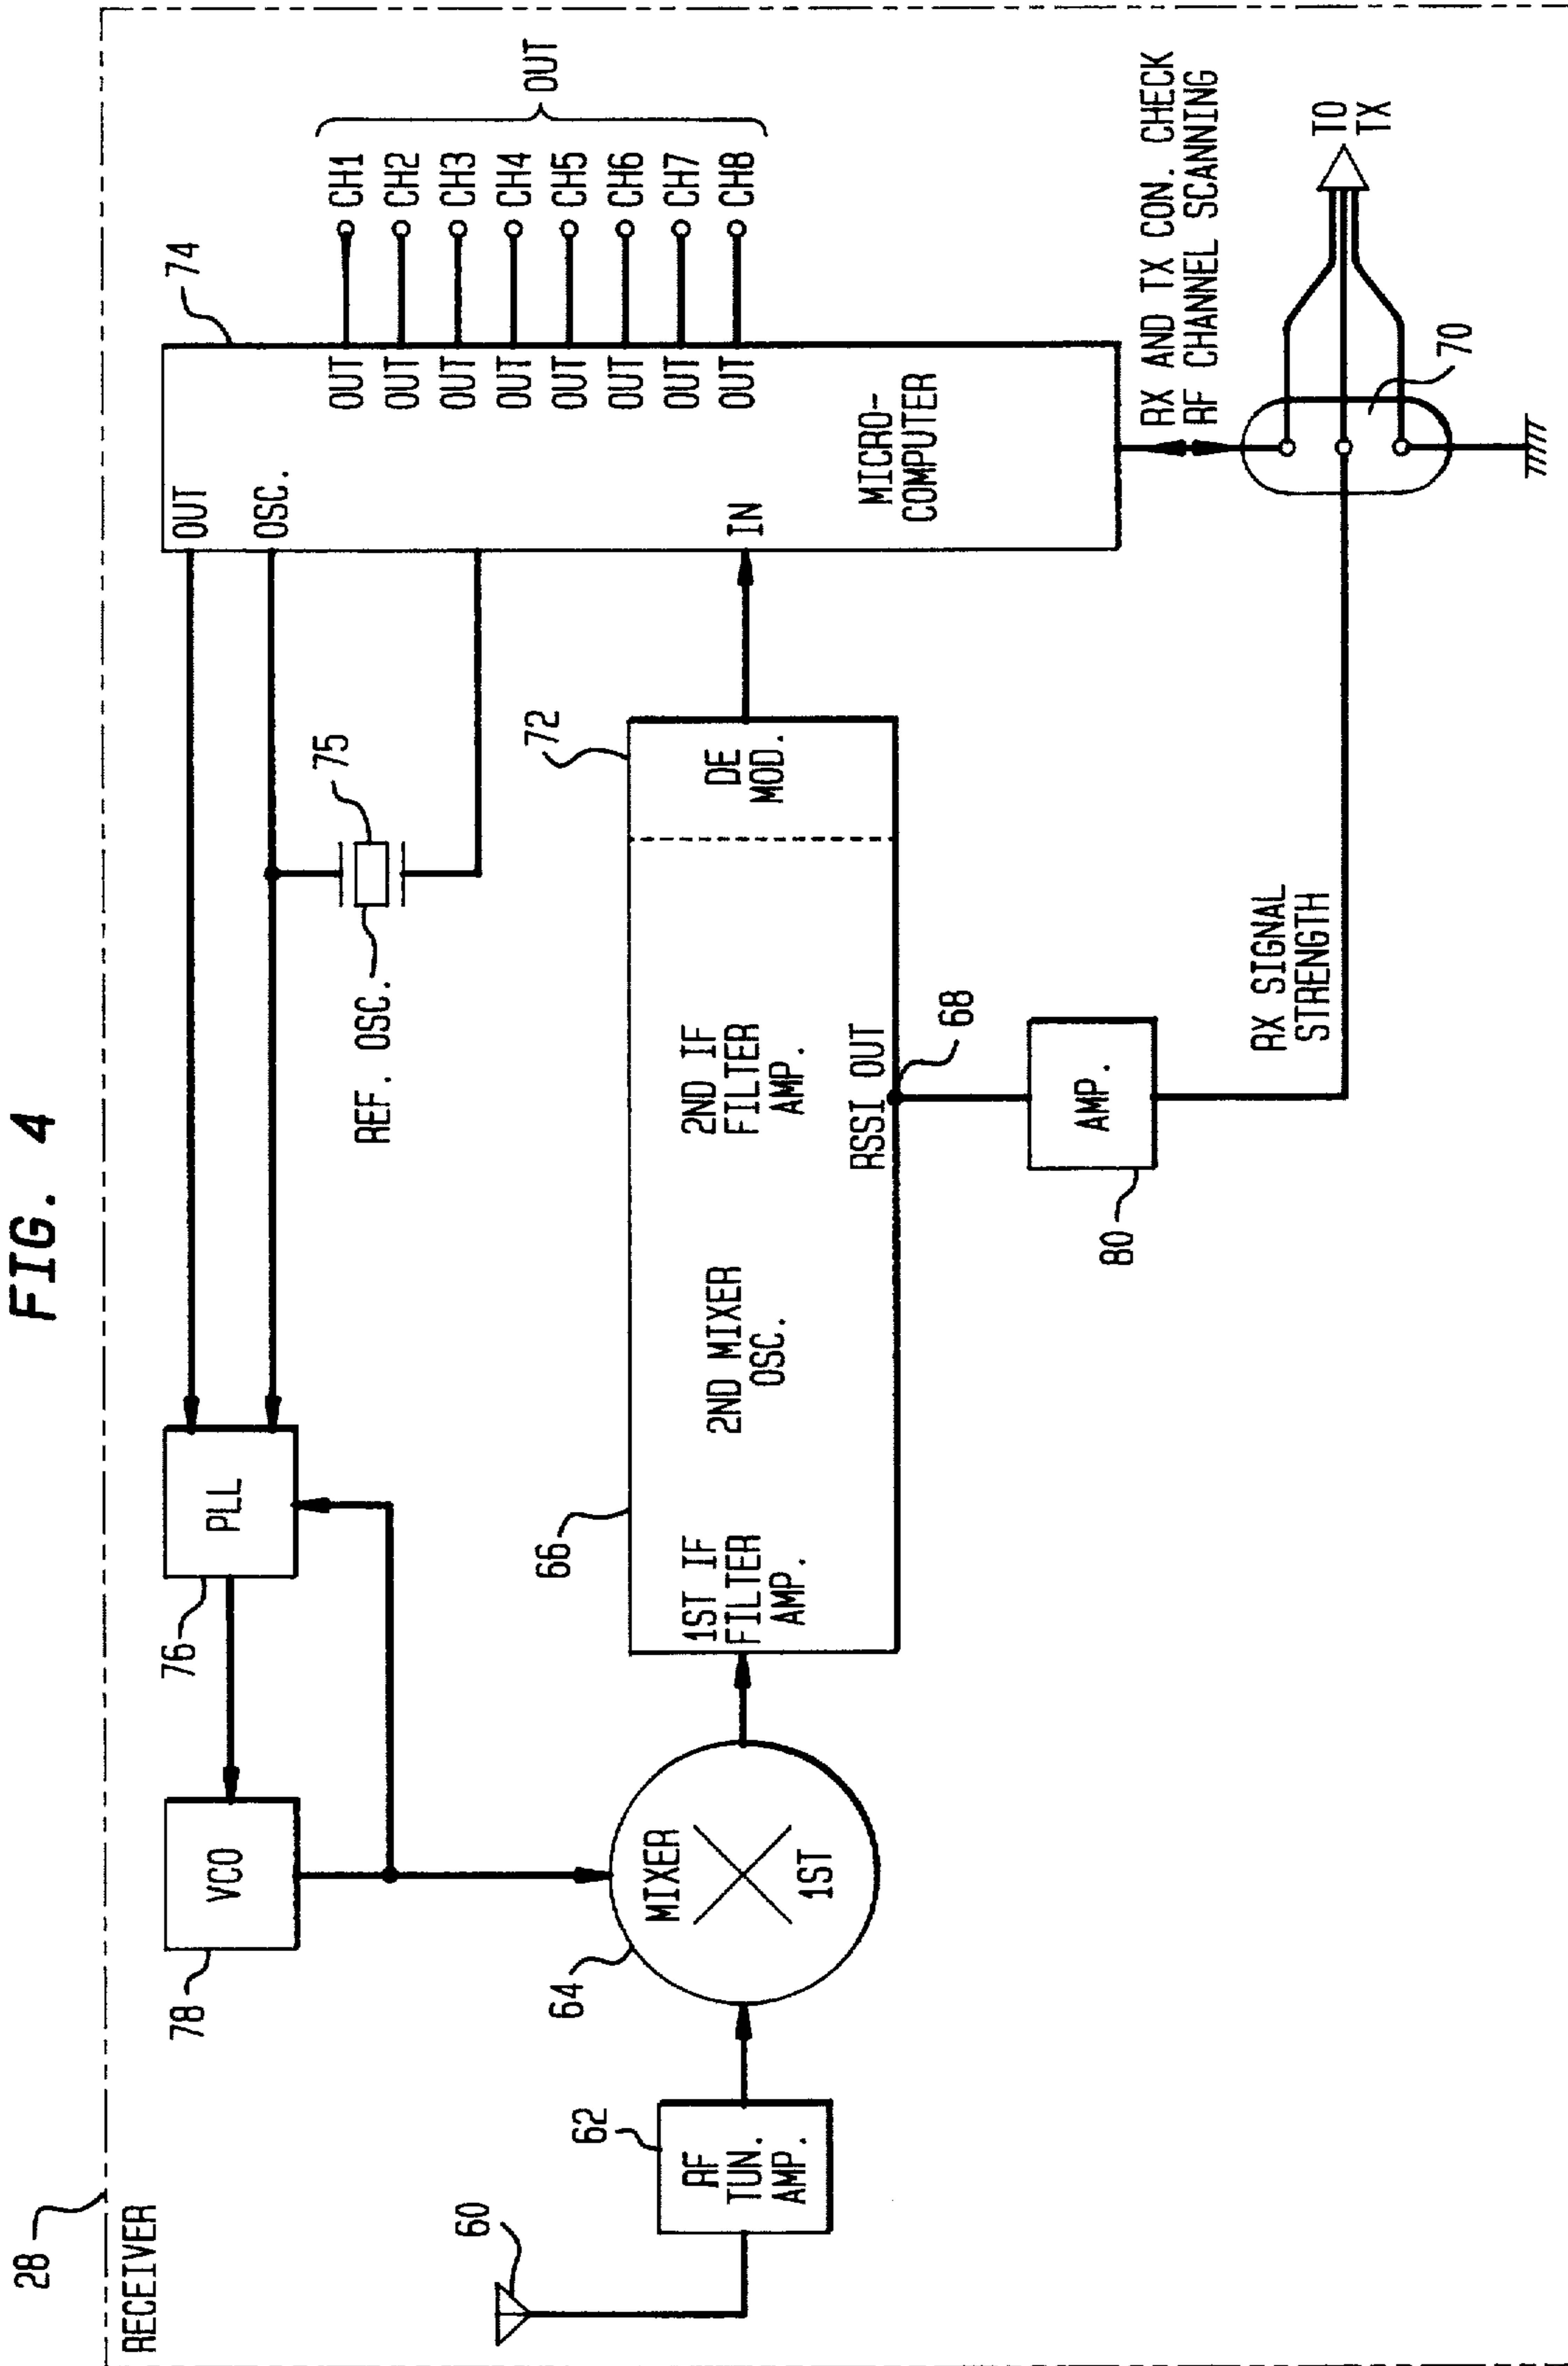 FIG. 4
28
RECEIVER
78
VCO
76
PLL
OUT
OSC.
74
REF. OSC.
75
OUT
OUT
OUT
OUT
OUT
OUT
OUT
OUT
CH1
CH2
CH3
CH4
CH5
CH6
CH7
CH8
OUT
60
62
RF
TUN.
AMP.
64
MIXER
1ST
66
1ST IF
FILTER
AMP.
2ND MIXER
OSC.
2ND IF
FILTER
AMP.
RSSI OUT
68
72
DE
MOD.
IN
MICRO-
COMPUTER
80
AMP.
RX SIGNAL
STRENGTH
RX AND TX CON. CHECK
RF CHANNEL SCANNING
70
TO
TX